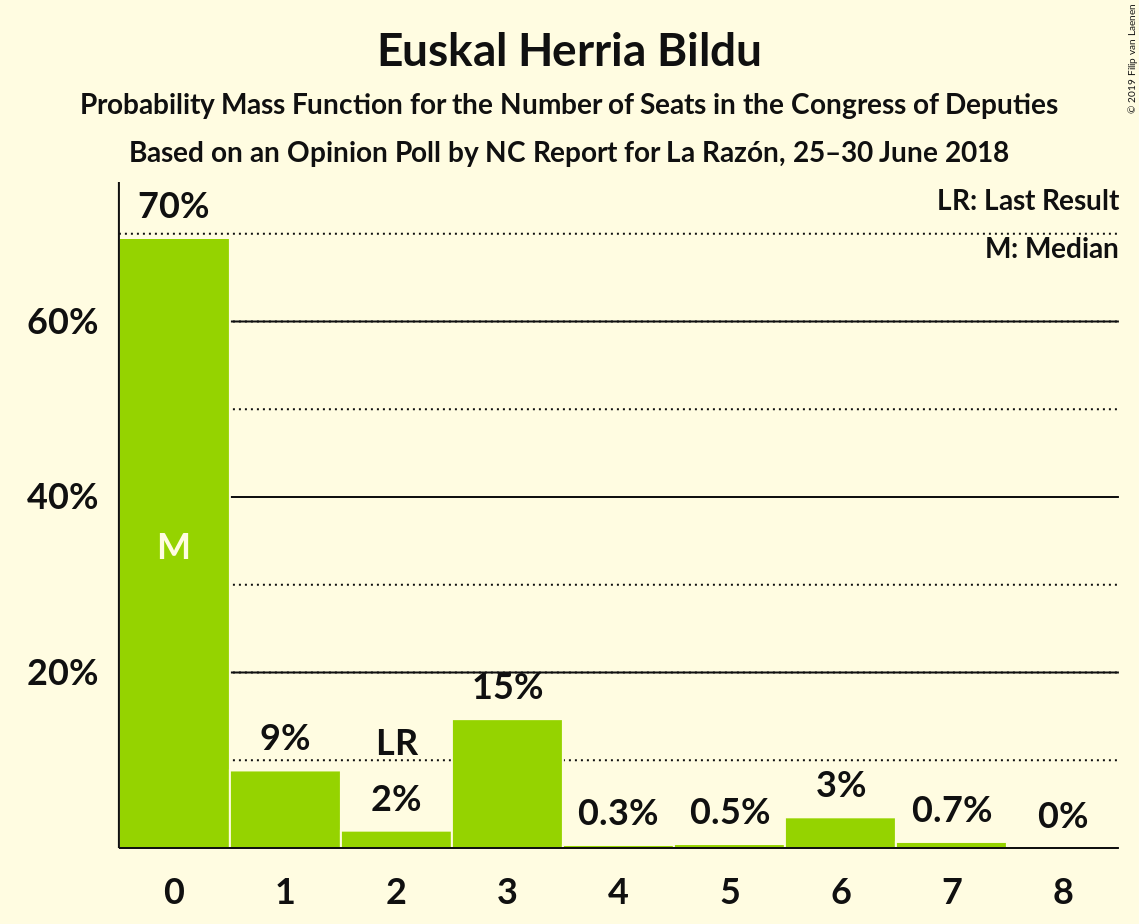 Euskal Herria Bildu
Probability Mass Function for the Number of Seats in the Congress of Deputies
Based on an Opinion Poll by NC Report for La Razón, 25–30 June 2018
© 2019 Filip van Laenen
LR: Last Result
M: Median
70%
60%
40%
20%
M
9%
LR
2%
15%
0.3%
0.5%
3%
0.7%
0%
0 1 2 3 4 5 6 7 8